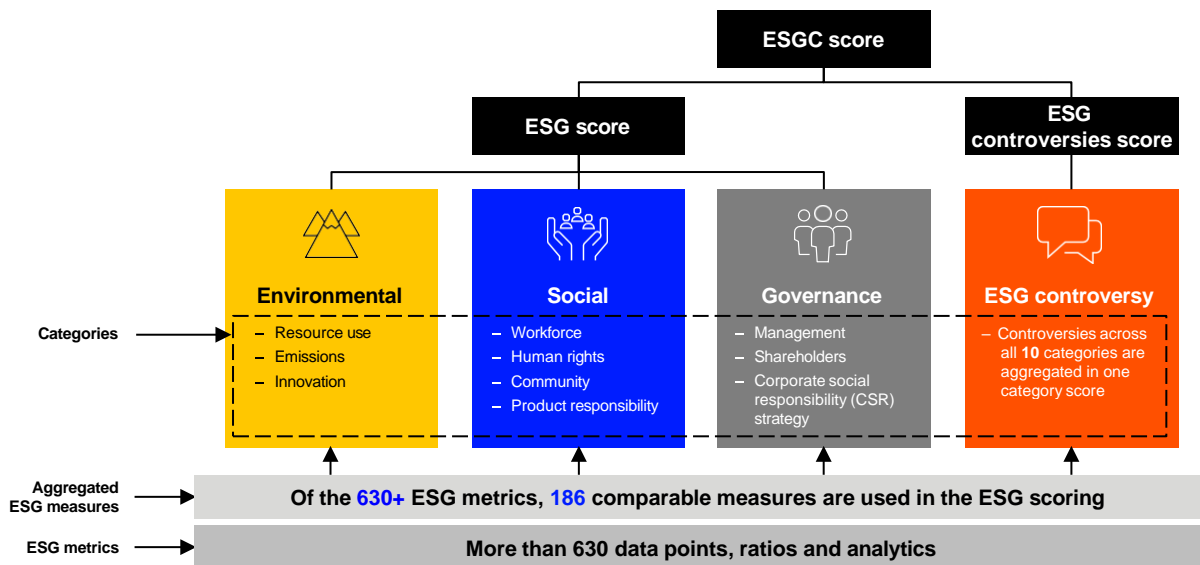 ESGC score
ESG score
ESG
controversies score
Environmental
Social
Governance
ESG controversy
Categories
– Resource use
– Emissions
– Innovation
– Workforce
– Human rights
– Community
– Product responsibility
– Management
– Shareholders
– Corporate social
responsibility (CSR)
strategy
– Controversies across
all 10 categories are
aggregated in one
category score
Aggregated
ESG measures
Of the 630+ ESG metrics, 186 comparable measures are used in the ESG scoring
ESG metrics
More than 630 data points, ratios and analytics